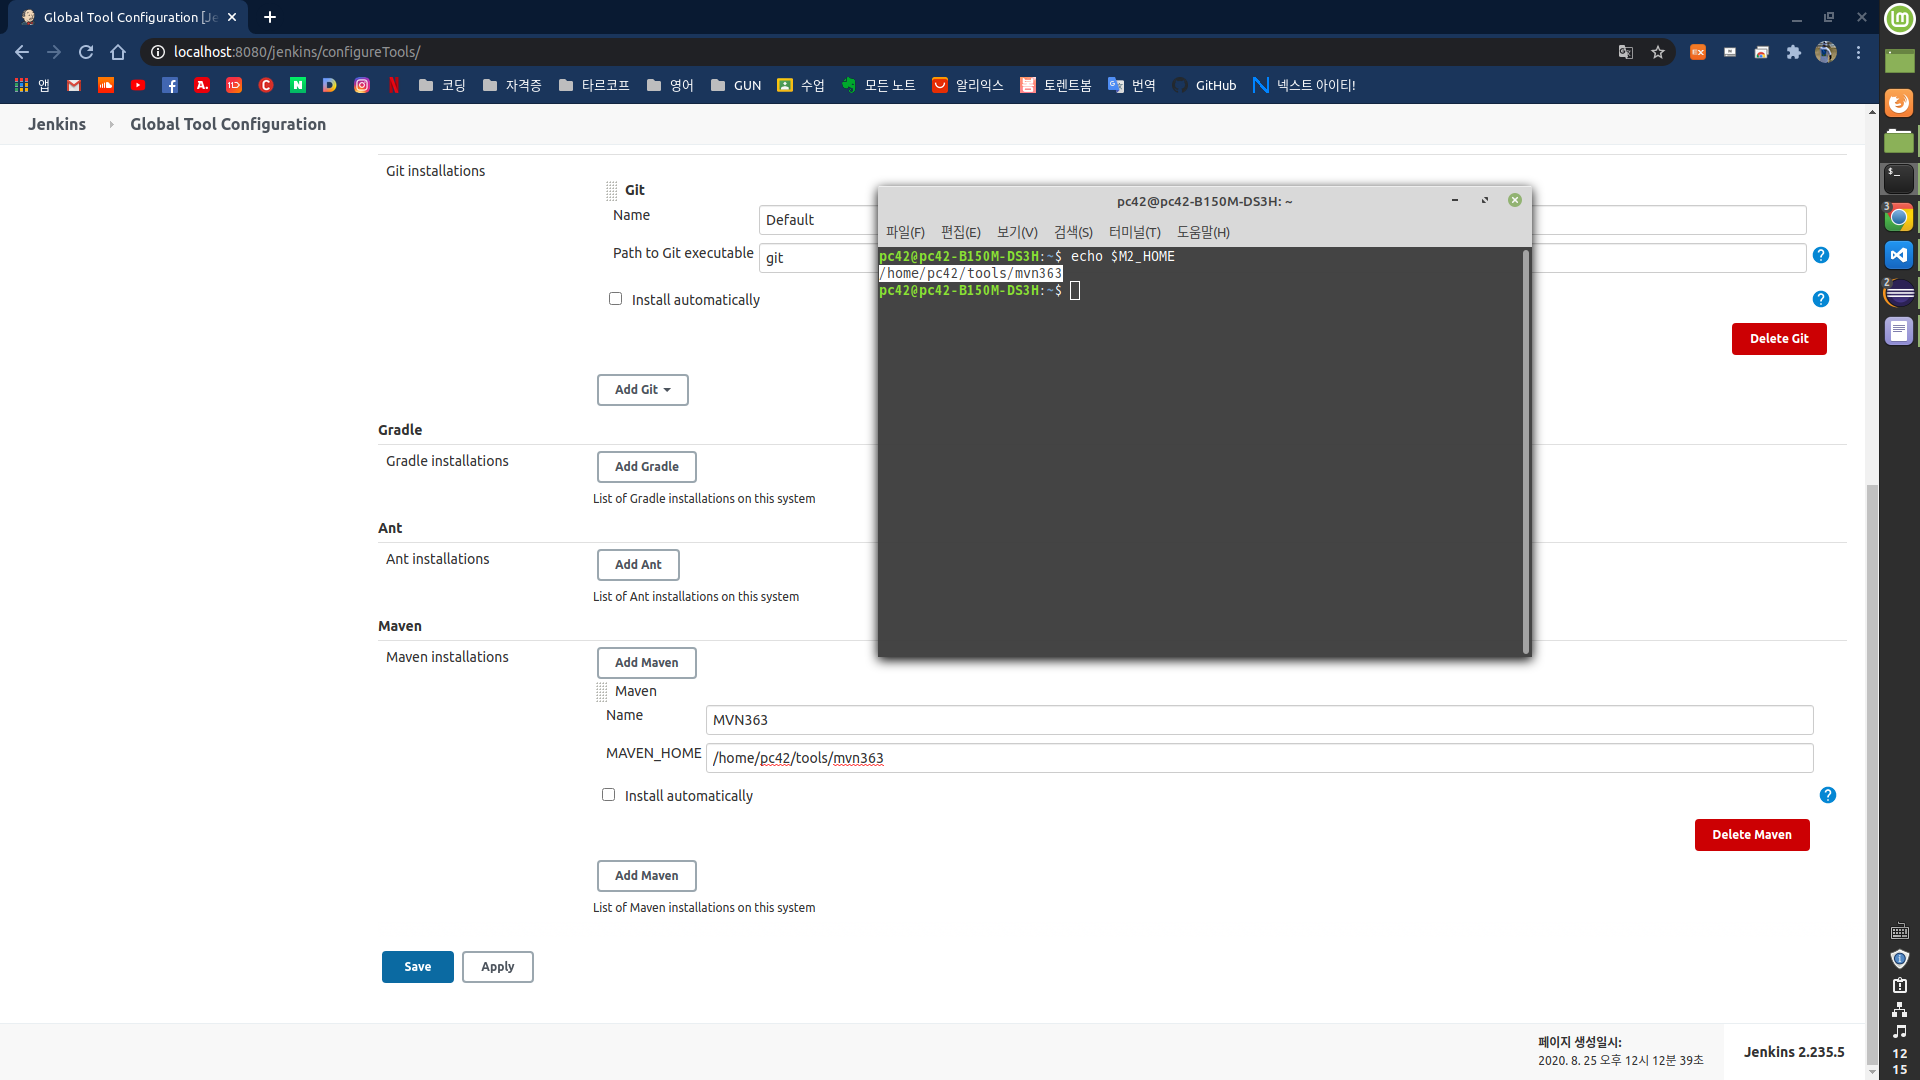 Global Tool Configuration [Je
localhost:8080/jenkins/configureTools/
앱 코딩 자격증 타르코프 영어 GUN 수업 모든 노트 알리익스 토렌트봄 번역 GitHub 넥스트 아이티!
Jenkins Global Tool Configuration
Git installations
Git
Name Default
Path to Git executable git
Install automatically
Delete Git
Add Git
pc42@pc42-B150M-DS3H: ~
파일(F) 편집(E) 보기(V) 검색(S) 터미널(T) 도움말(H)
pc42@pc42-B150M-DS3H:~$ echo $M2_HOME
/home/pc42/tools/mvn363
pc42@pc42-B150M-DS3H:~$
Gradle
Gradle installations Add Gradle
List of Gradle installations on this system
Ant
Ant installations Add Ant
List of Ant installations on this system
Maven
Maven installations Add Maven
Maven
Name MVN363
MAVEN_HOME /home/pc42/tools/mvn363
Install automatically
Delete Maven
Add Maven
List of Maven installations on this system
Save Apply
페이지 생성일시:
2020. 8. 25 오후 12시 12분 39초
Jenkins 2.235.5
3
2
12
15